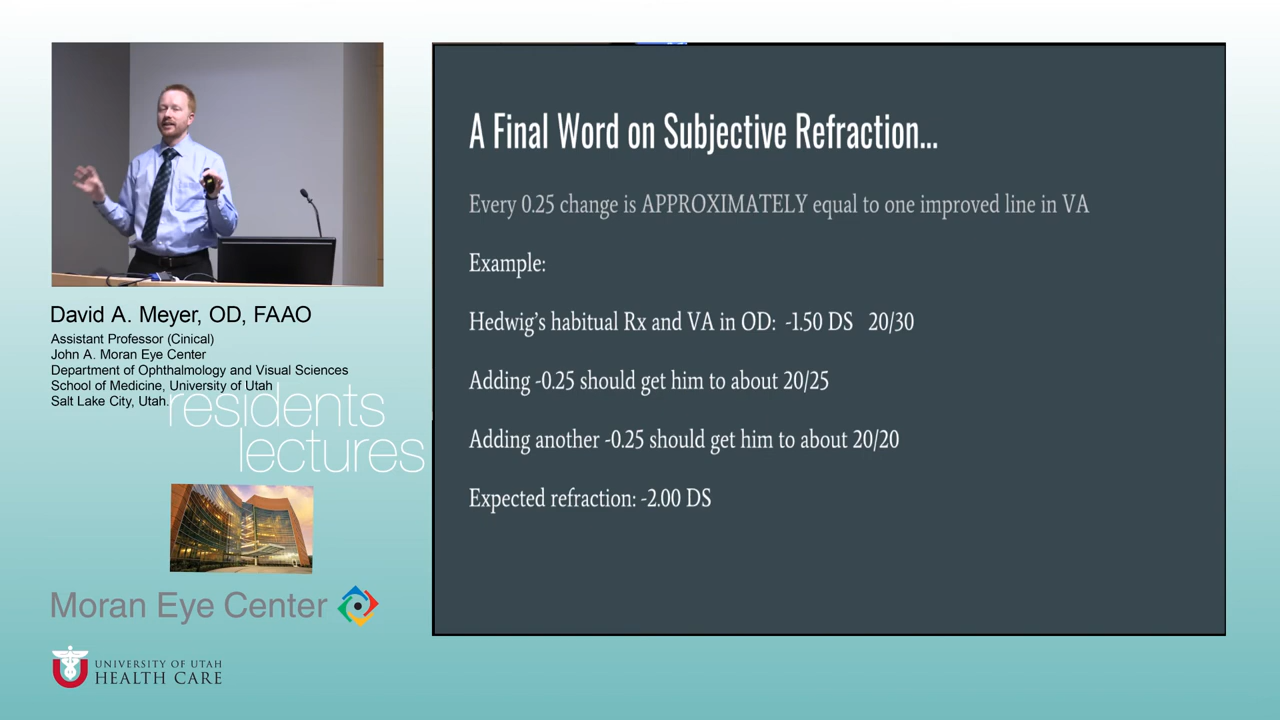 A Final Word on Subjective Refraction...
Every 0.25 change is APPROXIMATELY equal to one improved line in VA
Example:
Hedwig's habitual Rx and VA in OD: -1.50 DS 20/30
Adding -0.25 should get him to about 20/25
Adding another -0.25 should get him to about 20/20
Expected refraction: -2.00 DS
David A. Meyer, OD, FAAO
Assistant Professor (Cinical)
John A. Moran Eye Center
Department of Ophthalmology and Visual Sciences
School of Medicine, University of Utah
Salt Lake City, Utah.
residents
lectures
Moran Eye Center
UNIVERSITY OF UTAH
HEALTH CARE